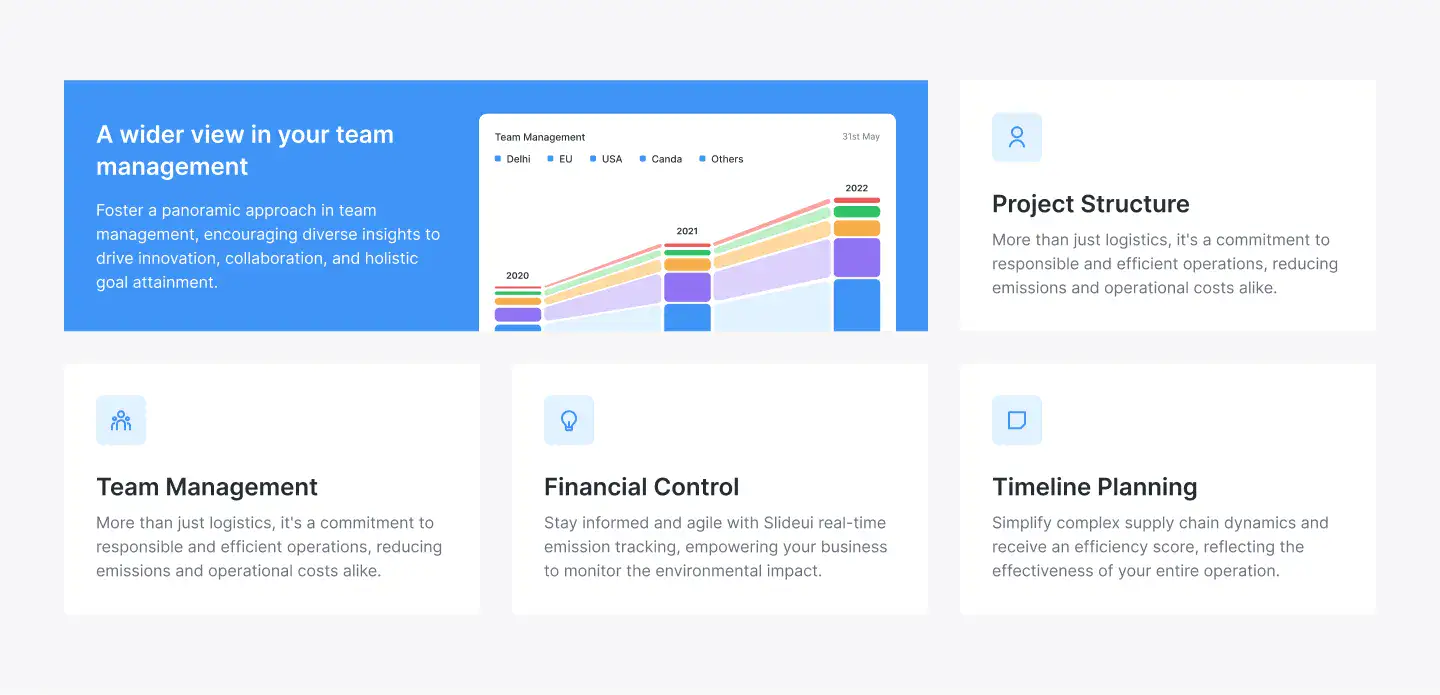 A wider view in your team
management
Foster a panoramic approach in team
management, encouraging diverse insights to
drive innovation, collaboration, and holistic
goal attainment.
Team Management
31st May
Delhi EU USA Canda Others
2022
2021
2020
Project Structure
More than just logistics, it's a commitment to
responsible and efficient operations, reducing
emissions and operational costs alike.
Team Management
More than just logistics, it's a commitment to
responsible and efficient operations, reducing
emissions and operational costs alike.
Financial Control
Stay informed and agile with Slideui real-time
emission tracking, empowering your business
to monitor the environmental impact.
Timeline Planning
Simplify complex supply chain dynamics and
receive an efficiency score, reflecting the
effectiveness of your entire operation.